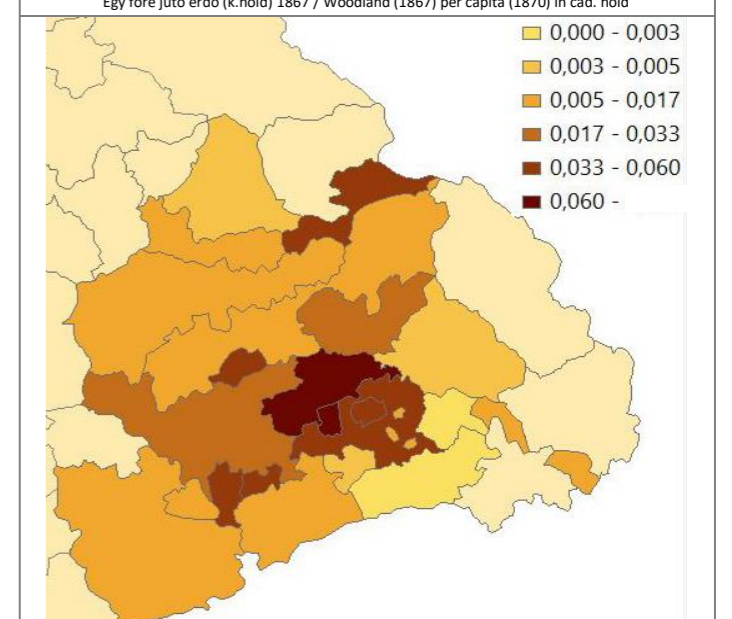 Egy főre jutó erdő (k.hold) 1867 / Woodland (1867) per capita (1870) in cad. hold
0,000 - 0,003
0,003 - 0,005
0,005 - 0,017
0,017 - 0,033
0,033 - 0,060
0,060 -